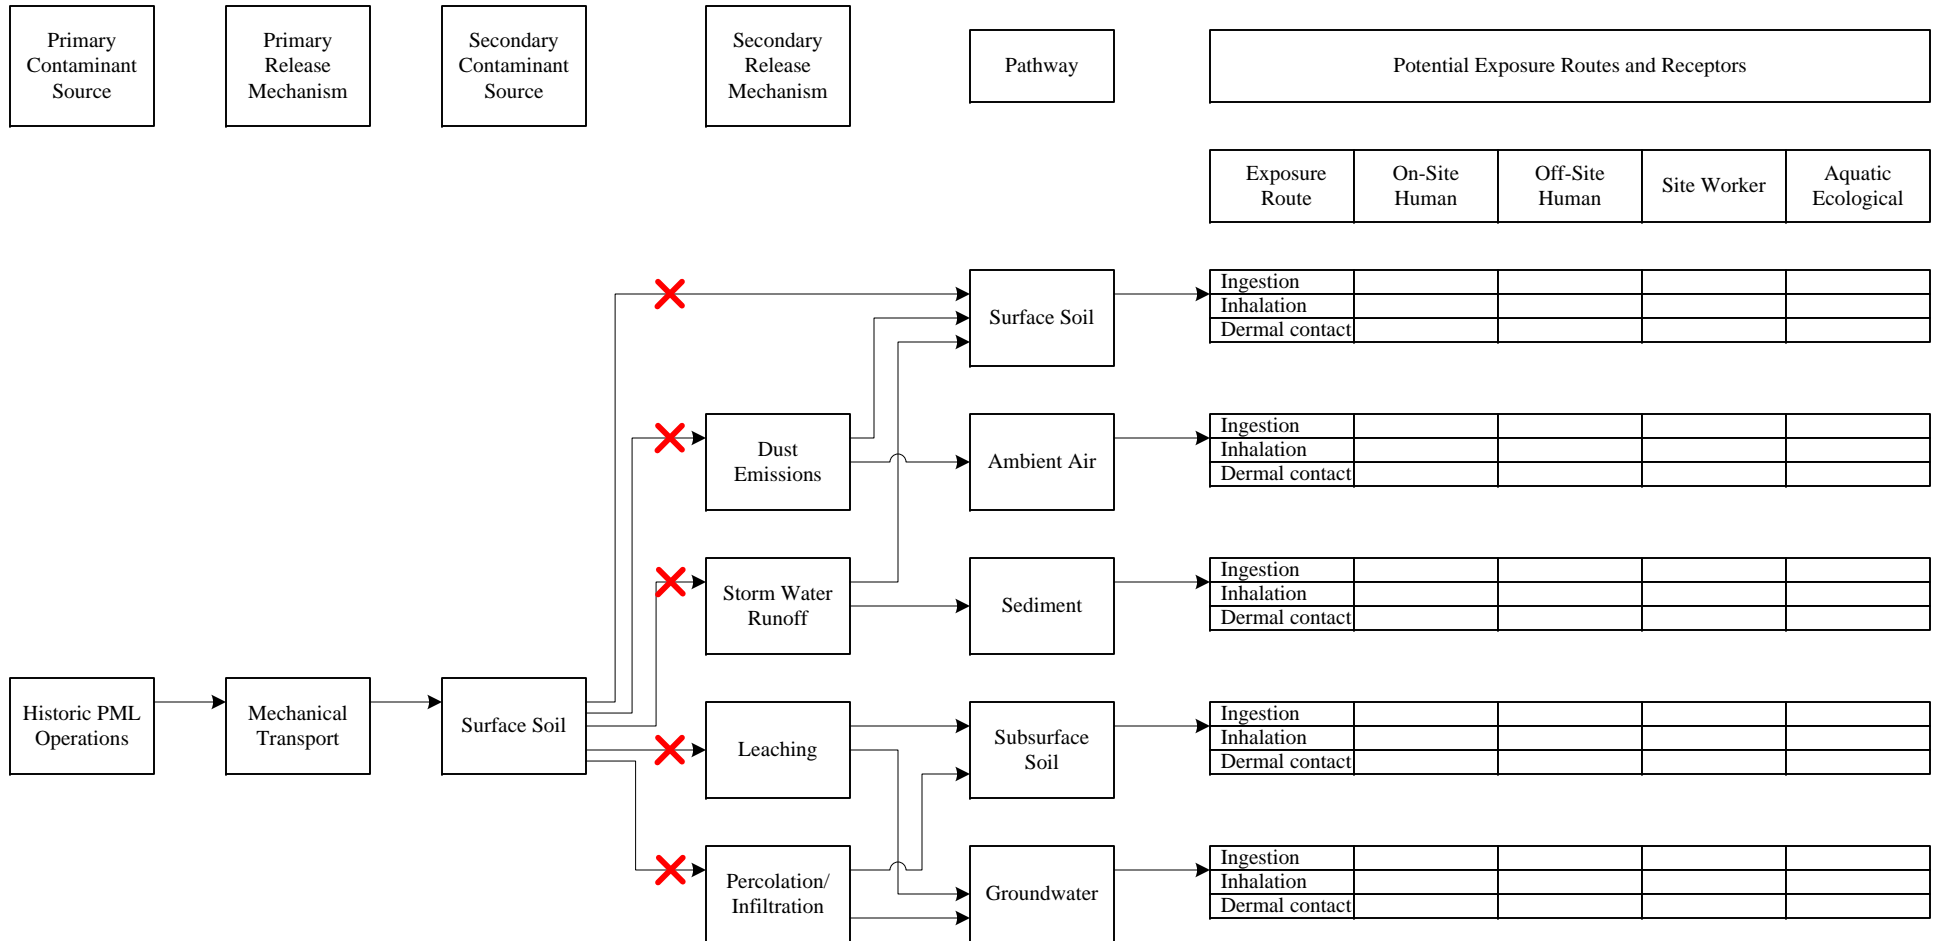 Primary
Contaminant
Source
Primary
Release
Mechanism
Secondary
Contaminant
Source
Secondary
Release
Mechanism
Pathway
Potential Exposure Routes and Receptors
Exposure
Route
On-Site
Human
Off-Site
Human
Site Worker
Aquatic
Ecological
Surface Soil
Ingestion
Inhalation
Dermal contact
Dust
Emissions
Ambient Air
Ingestion
Inhalation
Dermal contact
Storm Water
Runoff
Sediment
Ingestion
Inhalation
Dermal contact
Historic PML
Operations
Mechanical
Transport
Surface Soil
Leaching
Subsurface
Soil
Ingestion
Inhalation
Dermal contact
Percolation/
Infiltration
Groundwater
Ingestion
Inhalation
Dermal contact